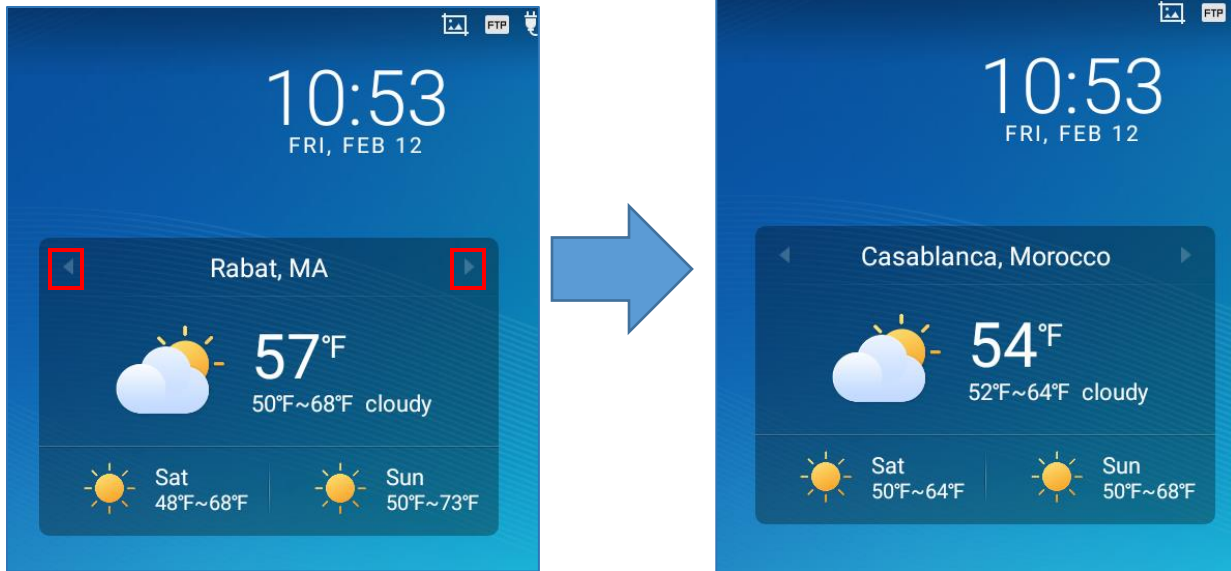 FTP
10:53
FRI, FEB 12
Rabat, MA
57°F
50°F~68°F cloudy
Sat
48°F~68°F
Sun
50°F~73°F
FTP
10:53
FRI, FEB 12
Casablanca, Morocco
54°F
52°F~64°F cloudy
Sat
50°F~64°F
Sun
50°F~68°F